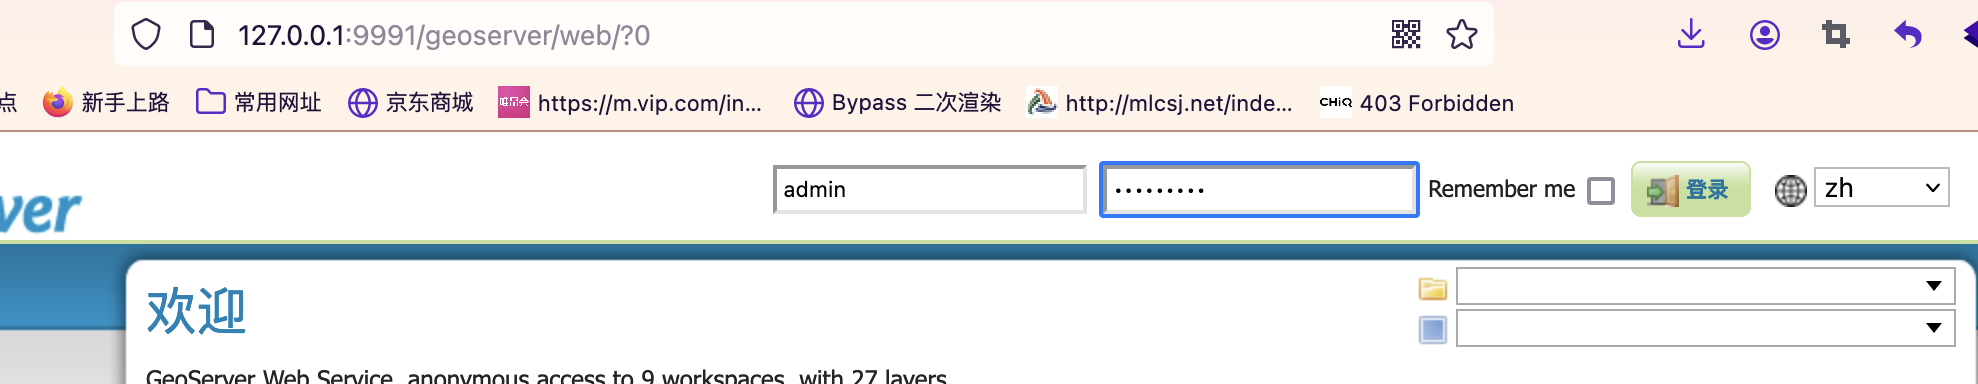 127.0.0.1:9991/geoserver/web/?0
点 新手上路 常用网址 京东商城 https://m.vip.com/in... Bypass 二次渲染 http://mlcsj.net/inde... CHiQ 403 Forbidden
ver admin ••••••••• Remember me 登录 zh
欢迎
GeoServer Web Service, anonymous access to 9 workspaces, with 27 layers